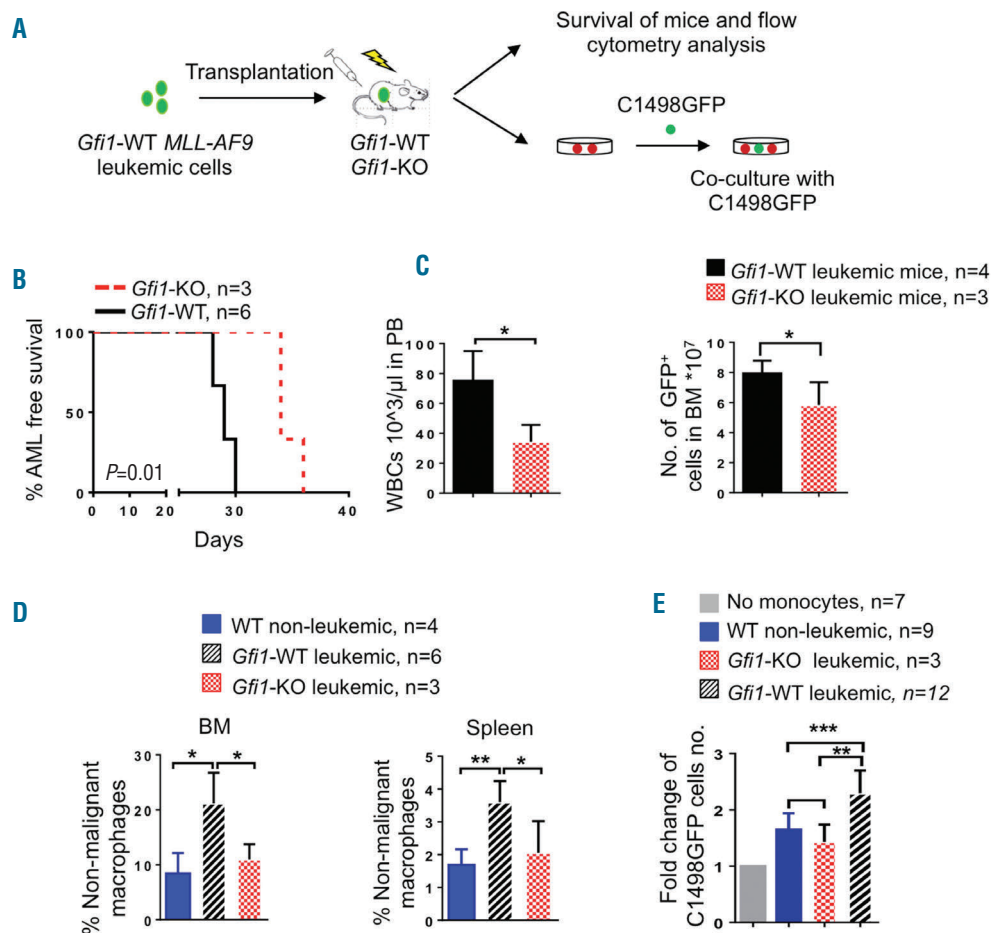 A
Gfi1-WT MLL-AF9
leukemic cells
Transplantation
Gfi1-WT
Gfi1-KO
Survival of mice and flow
cytometry analysis
C1498GFP
Co-culture with
C1498GFP
B
Gfi1-KO, n=3
Gfi1-WT, n=6
% AML free suvival
100
50
0
P=0.01
0 10 20 30 40
Days
C
Gfi1-WT leukemic mice, n=4
Gfi1-KO leukemic mice, n=3
WBCs 10^3/µl in PB
100
80
60
40
20
0
*
No. of GFP+
cells in BM *10^7
10
8
6
4
2
0
*
D
WT non-leukemic, n=4
Gfi1-WT leukemic, n=6
Gfi1-KO leukemic, n=3
BM
% Non-malignant
macrophages
30
20
10
0
* *
Spleen
% Non-malignant
macrophages
5
4
3
2
1
0
** *
E
No monocytes, n=7
WT non-leukemic, n=9
Gfi1-KO leukemic, n=3
Gfi1-WT leukemic, n=12
Fold change of
C1498GFP cells no.
3
2
1
0
***
**